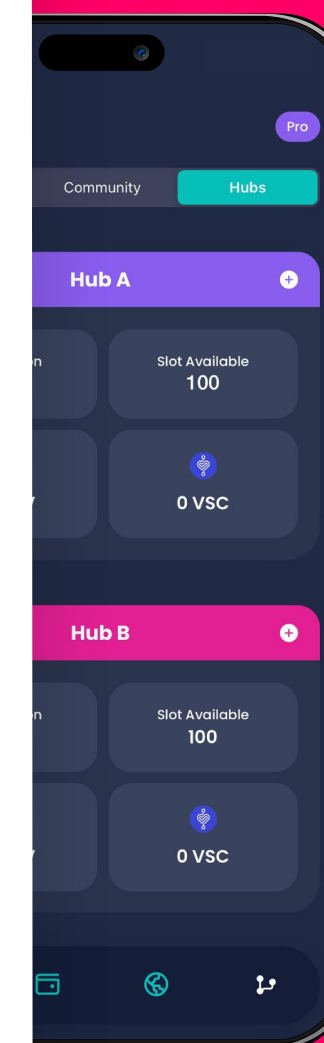 Pro
Community
Hubs
Hub A
Slot Available
100
0 VSC
Hub B
Slot Available
100
0 VSC